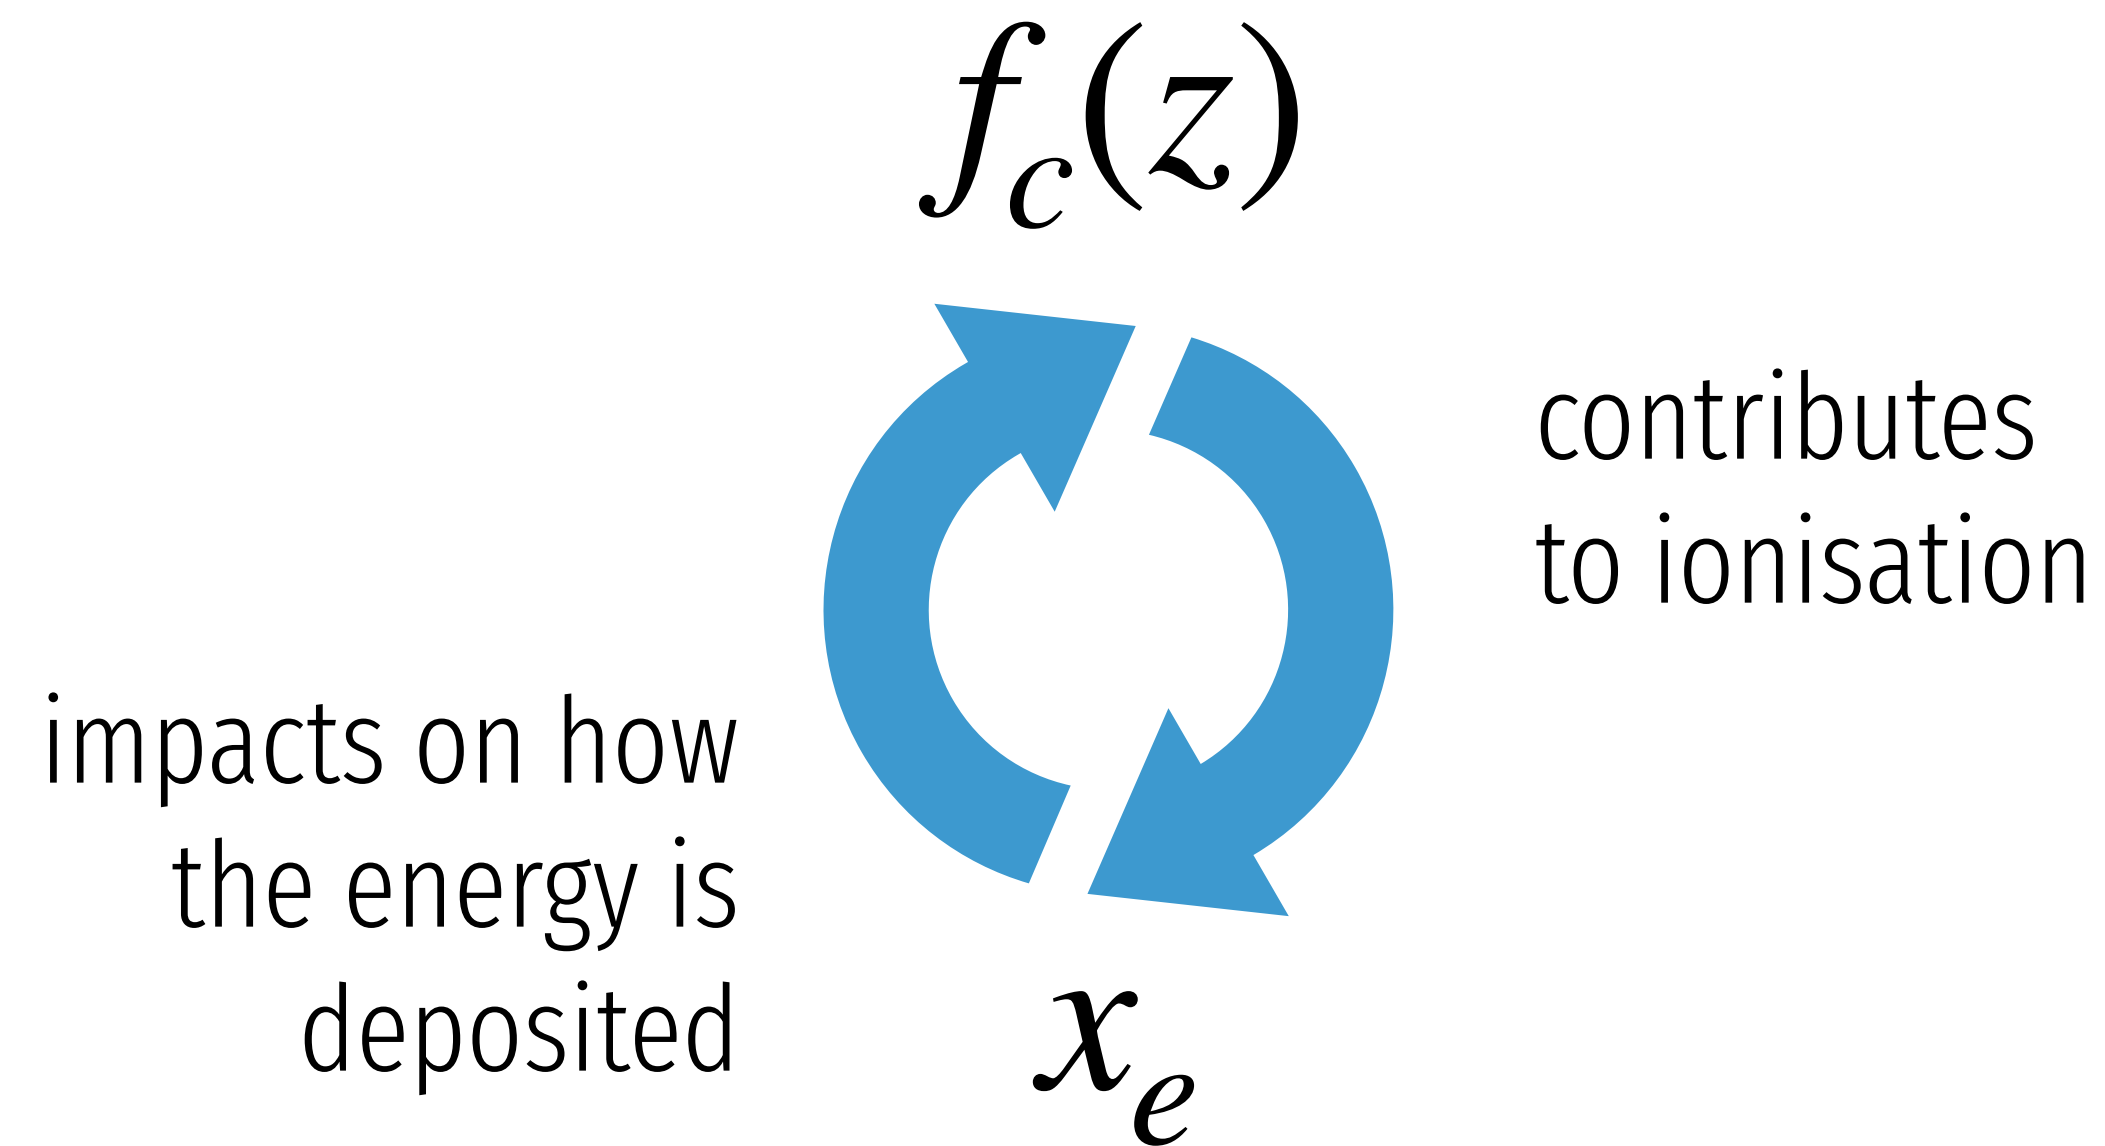 f_c(z)
contributes
to ionisation
impacts on how
the energy is
deposited
x_e